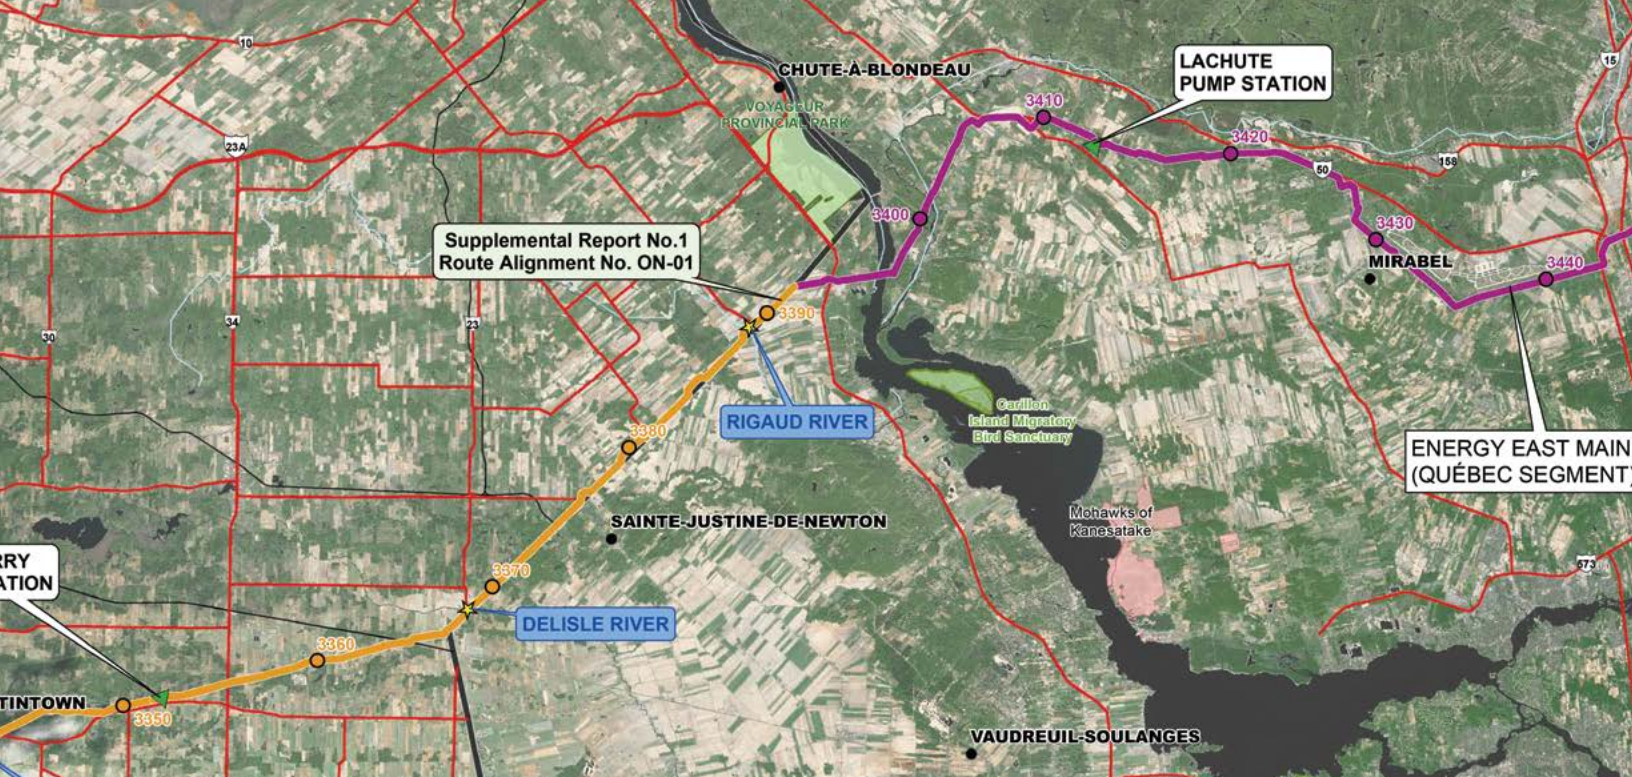 10
CHUTE-À-BLONDEAU
VOYAGEUR
PROVINCIAL PARK
LACHUTE
PUMP STATION
15
3410
3420
158
50
23A
3400
Supplemental Report No.1
Route Alignment No. ON-01
3430
MIRABEL
3440
3390
30
34
23
RIGAUD RIVER
Carillon
Island Migratory
Bird Sanctuary
3380
ENERGY EAST MAIN
(QUÉBEC SEGMENT)
SAINTE-JUSTINE-DE-NEWTON
Mohawks of
Kanesatake
RRY
ATION
3370
573
DELISLE RIVER
3360
TINTOWN
3350
VAUDREUIL-SOULANGES